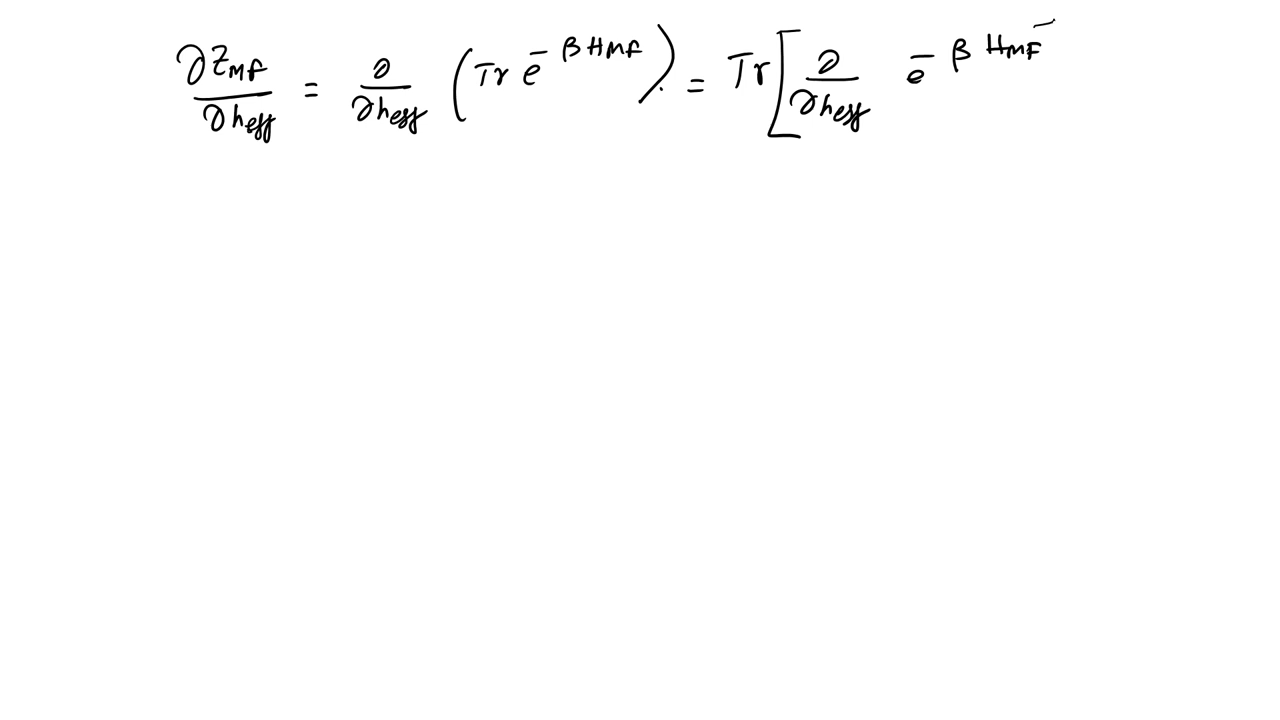 ∂Z_MF/∂h_eff = ∂/∂h_eff (Tr e^{-βH_MF}) = Tr[∂/∂h_eff e^{-βH_MF}